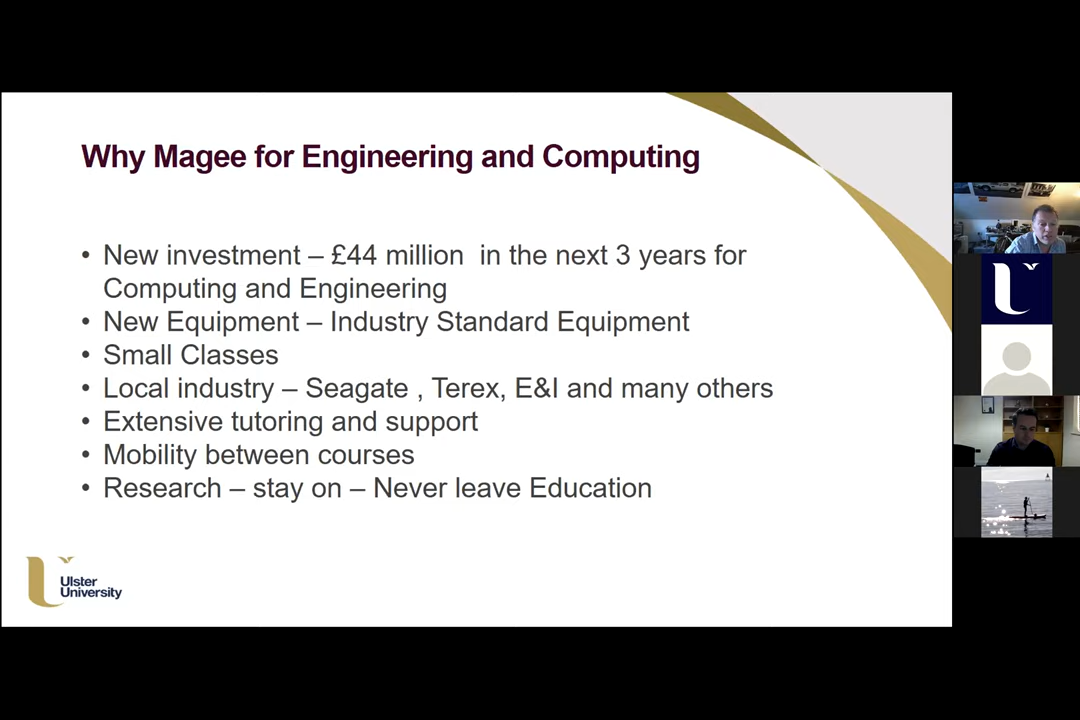 Why Magee for Engineering and Computing
• New investment – £44 million  in the next 3 years for
Computing and Engineering
• New Equipment – Industry Standard Equipment
• Small Classes
• Local industry – Seagate , Terex, E&I and many others
• Extensive tutoring and support
• Mobility between courses
• Research – stay on – Never leave Education
Ulster
University